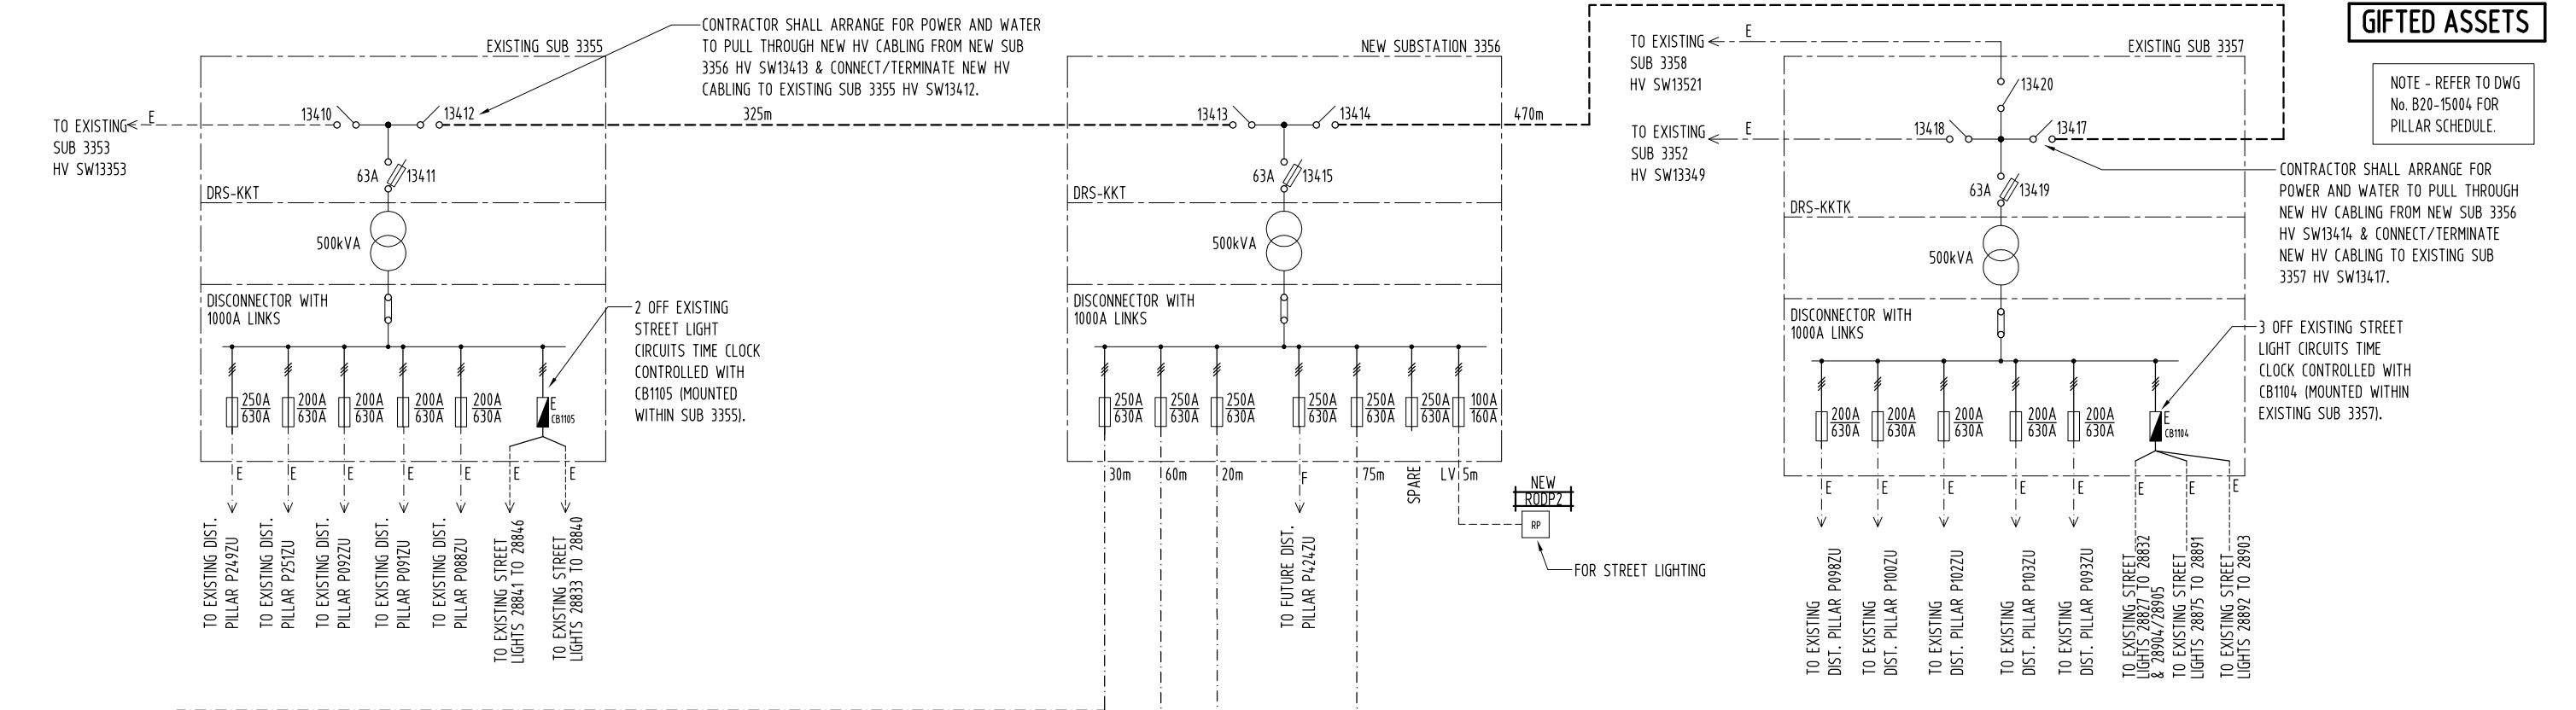 GIFTED ASSETS
NOTE - REFER TO DWG
No. B20-15004 FOR
PILLAR SCHEDULE.
EXISTING SUB 3355
CONTRACTOR SHALL ARRANGE FOR POWER AND WATER
TO PULL THROUGH NEW HV CABLING FROM NEW SUB
3356 HV SW13413 & CONNECT/TERMINATE NEW HV
CABLING TO EXISTING SUB 3355 HV SW13412.
TO EXISTING
SUB 3353
HV SW13353
E
13410
13412
325m
63A
13411
DRS-KKT
500kVA
DISCONNECTOR WITH
1000A LINKS
2 OFF EXISTING
STREET LIGHT
CIRCUITS TIME CLOCK
CONTROLLED WITH
CB1105 (MOUNTED
WITHIN SUB 3355).
250A
630A
200A
630A
200A
630A
200A
630A
200A
630A
E
CB1105
E
E
E
E
E
E
E
TO EXISTING DIST.
PILLAR P249ZU
TO EXISTING DIST.
PILLAR P251ZU
TO EXISTING DIST.
PILLAR P092ZU
TO EXISTING DIST.
PILLAR P091ZU
TO EXISTING DIST.
PILLAR P088ZU
TO EXISTING STREET
LIGHTS 28841 TO 28846
TO EXISTING STREET
LIGHTS 28833 TO 28840
NEW SUBSTATION 3356
13413
13414
470m
63A
13415
DRS-KKT
500kVA
DISCONNECTOR WITH
1000A LINKS
250A
630A
250A
630A
250A
630A
250A
630A
250A
630A
250A
630A
100A
160A
30m
60m
20m
F
75m
SPARE
LV 5m
TO FUTURE DIST.
PILLAR P424ZU
NEW
RODP2
RP
FOR STREET LIGHTING
TO EXISTING
SUB 3358
HV SW13521
E
TO EXISTING
SUB 3352
HV SW13349
E
EXISTING SUB 3357
13420
13418
13417
63A
13419
DRS-KKTK
500kVA
DISCONNECTOR WITH
1000A LINKS
CONTRACTOR SHALL ARRANGE FOR
POWER AND WATER TO PULL THROUGH
NEW HV CABLING FROM NEW SUB 3356
HV SW13414 & CONNECT/TERMINATE
NEW HV CABLING TO EXISTING SUB
3357 HV SW13417.
3 OFF EXISTING STREET
LIGHT CIRCUITS TIME
CLOCK CONTROLLED WITH
CB1104 (MOUNTED WITHIN
EXISTING SUB 3357).
200A
630A
200A
630A
200A
630A
200A
630A
200A
630A
E
CB1104
E
E
E
E
E
E
E
E
TO EXISTING
DIST. PILLAR P098ZU
TO EXISTING
DIST. PILLAR P100ZU
TO EXISTING
DIST. PILLAR P102ZU
TO EXISTING
DIST. PILLAR P103ZU
TO EXISTING
DIST. PILLAR P093ZU
TO EXISTING STREET
LIGHTS 28827 TO 28832
& 28904/28905
TO EXISTING STREET
LIGHTS 28875 TO 28891
TO EXISTING STREET
LIGHTS 28892 TO 28903